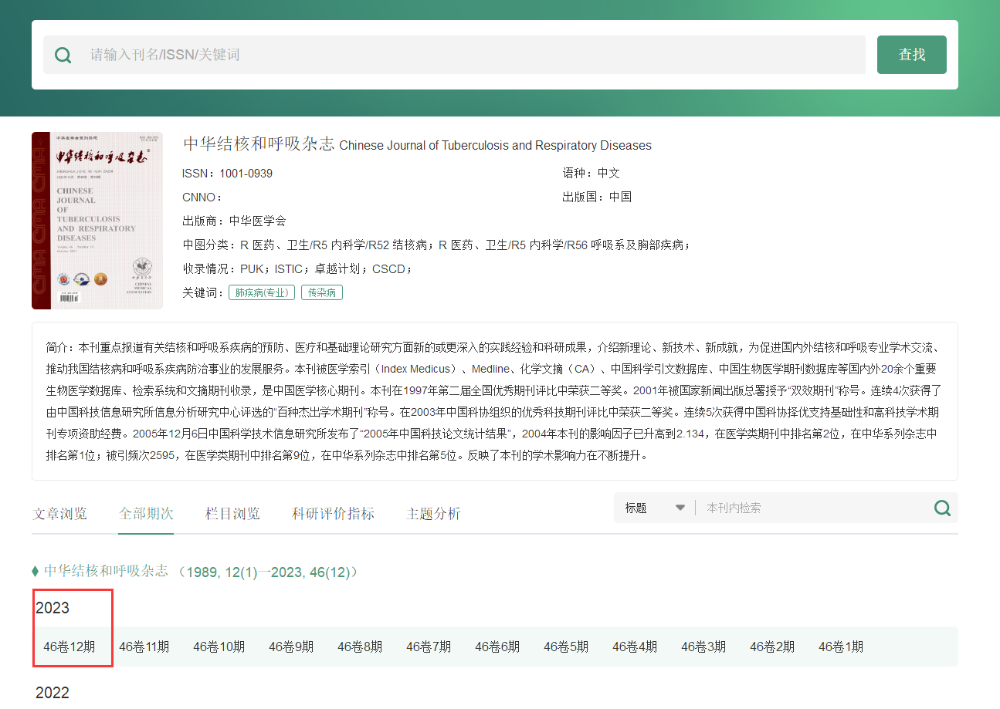 请输入刊名/ISSN/关键词
查找
中华医学会系列杂志
中华结核和呼吸杂志
CHINESE
JOURNAL
OF
TUBERCULOSIS
AND RESPIRATORY
DISEASES
CHINESE
MEDICAL
ASSOCIATION
CMA CMA CMA
中华结核和呼吸杂志 Chinese Journal of Tuberculosis and Respiratory Diseases
ISSN：1001-0939
语种：中文
CNNO：
出版国：中国
出版商：中华医学会
中图分类：R 医药、卫生/R5 内科学/R52 结核病；R 医药、卫生/R5 内科学/R56 呼吸系及胸部疾病；
收录情况：PUK；ISTIC；卓越计划；CSCD；
关键词：肺疾病(专业) 传染病
简介：本刊重点报道有关结核和呼吸系疾病的预防、医疗和基础理论研究方面新的或更深入的实践经验和科研成果，介绍新理论、新技术、新成就，为促进国内外结核和呼吸专业学术交流、
推动我国结核病和呼吸系疾病防治事业的发展服务。本刊被医学索引（Index Medicus）、Medline、化学文摘（CA）、中国科学引文数据库、中国生物医学期刊数据库等国内外20余个重要
生物医学数据库、检索系统和文摘期刊收录，是中国医学核心期刊。本刊在1997年第二届全国优秀期刊评比中荣获二等奖。2001年被国家新闻出版总署授予“双效期刊”称号。连续4次获得了
由中国科技信息研究所信息分析研究中心评选的“百种杰出学术期刊”称号。在2003年中国科协组织的优秀科技期刊评比中荣获二等奖。连续5次获得中国科协择优支持基础性和高科技学术期
刊专项资助经费。2005年12月6日中国科学技术信息研究所发布了“2005年中国科技论文统计结果”，2004年本刊的影响因子已升高到2.134，在医学类期刊中排名第2位，在中华系列杂志中
排名第1位；被引频次2595，在医学类期刊中排名第9位，在中华系列杂志中排名第5位。反映了本刊的学术影响力在不断提升。
文章浏览 全部期次 栏目浏览 科研评价指标 主题分析
标题 本刊内检索
中华结核和呼吸杂志 （1989, 12(1)一2023, 46(12)）
2023
46卷12期 46卷11期 46卷10期 46卷9期 46卷8期 46卷7期 46卷6期 46卷5期 46卷4期 46卷3期 46卷2期 46卷1期
2022